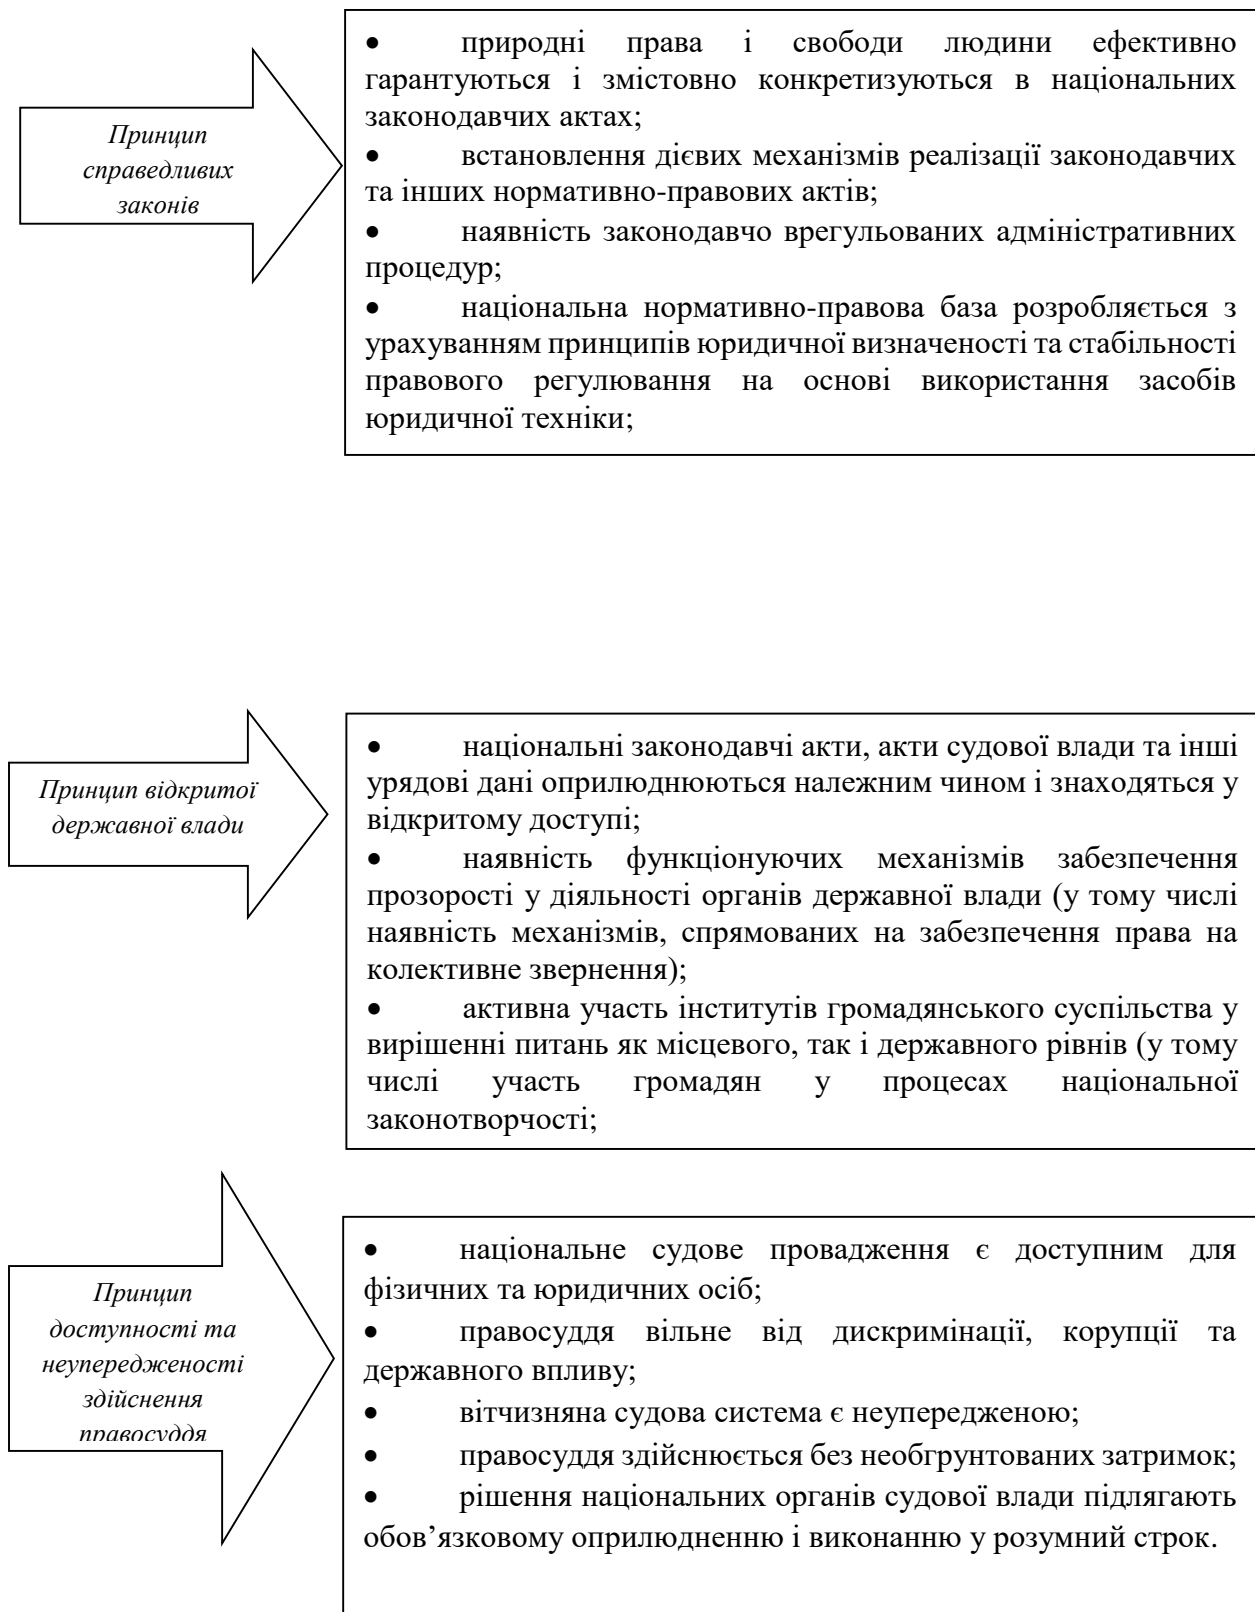 Принцип
справедливих
законів
• природні права і свободи людини ефективно
гарантуються і змістовно конкретизуються в національних
законодавчих актах;
• встановлення дієвих механізмів реалізації законодавчих
та інших нормативно-правових актів;
• наявність законодавчо врегульованих адміністративних
процедур;
• національна нормативно-правова база розробляється з
урахуванням принципів юридичної визначеності та стабільності
правового регулювання на основі використання засобів
юридичної техніки;
Принцип відкритої
державної влади
• національні законодавчі акти, акти судової влади та інші
урядові дані оприлюднюються належним чином і знаходяться у
відкритому доступі;
• наявність функціонуючих механізмів забезпечення
прозорості у діяльності органів державної влади (у тому числі
наявність механізмів, спрямованих на забезпечення права на
колективне звернення);
• активна участь інститутів громадянського суспільства у
вирішенні питань як місцевого, так і державного рівнів (у тому
числі участь громадян у процесах національної
законотворчості;
Принцип
доступності та
неупередженості
здійснення
правосуддя
• національне судове провадження є доступним для
фізичних та юридичних осіб;
• правосуддя вільне від дискримінації, корупції та
державного впливу;
• вітчизняна судова система є неупередженою;
• правосуддя здійснюється без необгрунтованих затримок;
• рішення національних органів судової влади підлягають
обов’язковому оприлюдненню і виконанню у розумний строк.